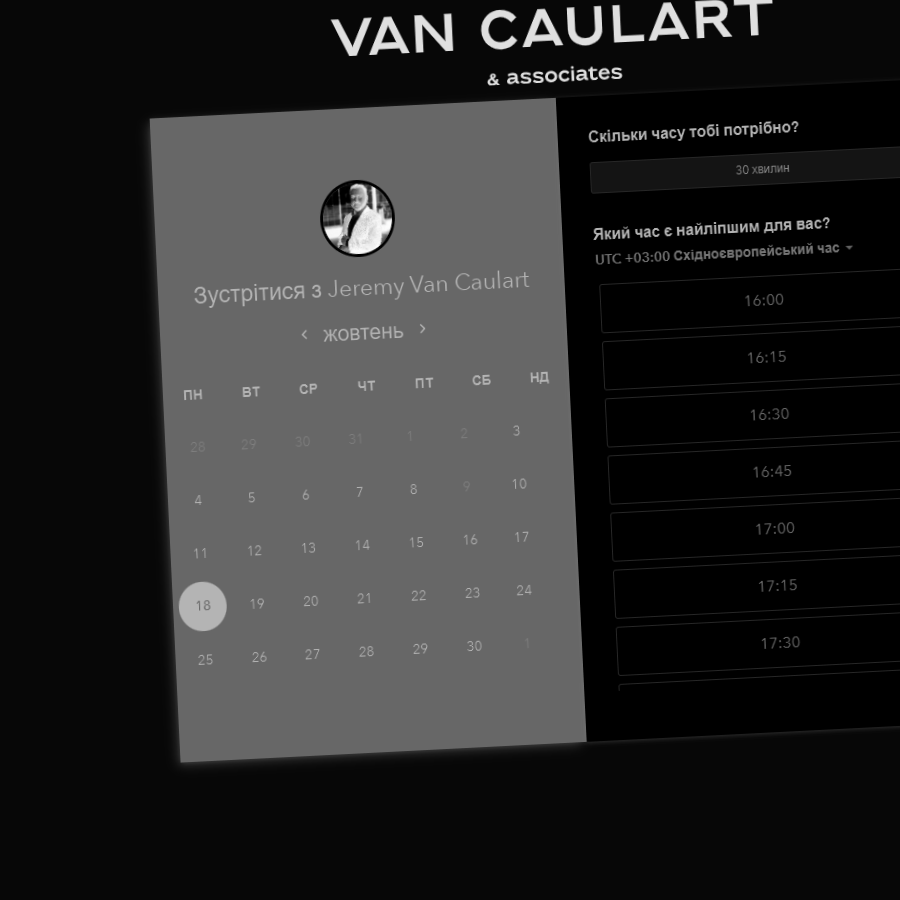 VAN CAULART
& associates
Зустрітися з Jeremy Van Caulart
‹ жовтень ›
ПН ВТ СР ЧТ ПТ СБ НД
28 29 30 31 1 2 3
4 5 6 7 8 9 10
11 12 13 14 15 16 17
18 19 20 21 22 23 24
25 26 27 28 29 30 1
Скільки часу тобі потрібно?
30 хвилин
Який час є найліпшим для вас?
UTC +03:00 Східноєвропейський час
16:00
16:15
16:30
16:45
17:00
17:15
17:30